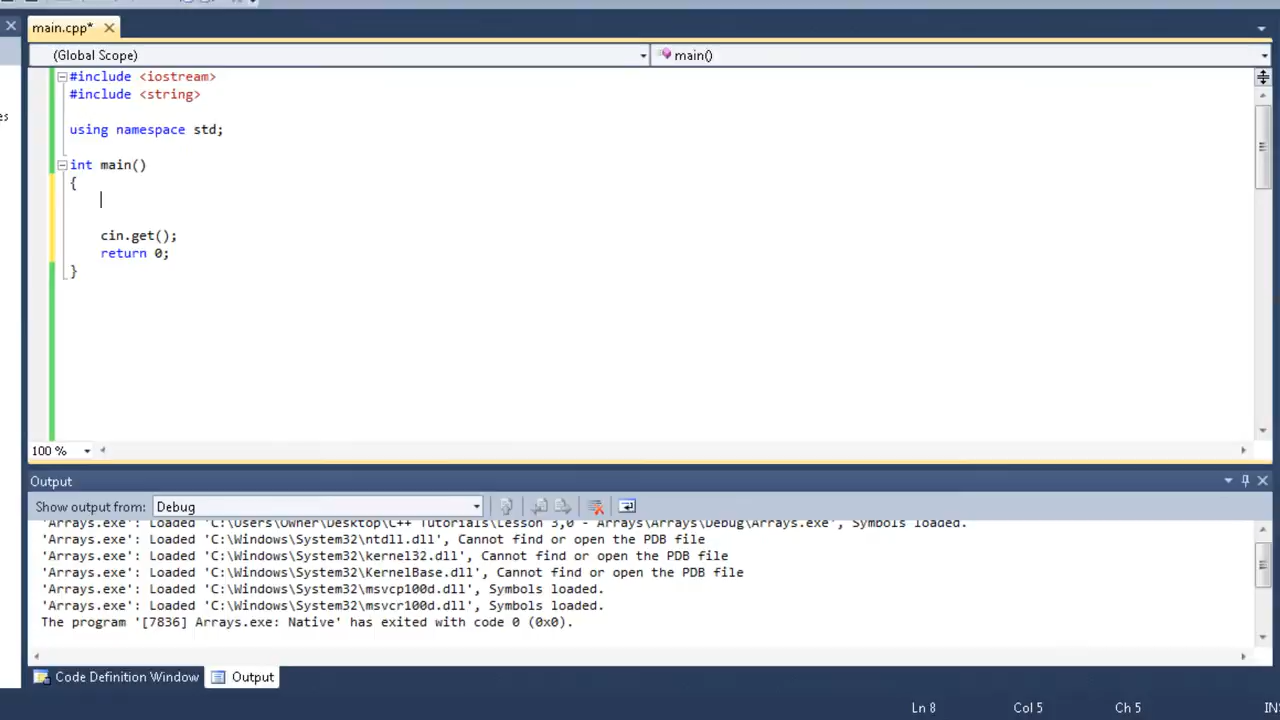 main.cpp*
(Global Scope)
main()
#include <iostream>
#include <string>
using namespace std;
int main()
{
cin.get();
return 0;
}
es
100 %
Output
Show output from: Debug
'Arrays.exe': Loaded 'C:\Users\Owner\Desktop\C++ Tutorials\Lesson 3,0 - Arrays\Arrays\Debug\Arrays.exe', Symbols loaded.
'Arrays.exe': Loaded 'C:\Windows\System32\ntdll.dll', Cannot find or open the PDB file
'Arrays.exe': Loaded 'C:\Windows\System32\kernel32.dll', Cannot find or open the PDB file
'Arrays.exe': Loaded 'C:\Windows\System32\KernelBase.dll', Cannot find or open the PDB file
'Arrays.exe': Loaded 'C:\Windows\System32\msvcp100d.dll', Symbols loaded.
'Arrays.exe': Loaded 'C:\Windows\System32\msvcr100d.dll', Symbols loaded.
The program '[7836] Arrays.exe: Native' has exited with code 0 (0x0).
Code Definition Window
Output
Ln 8
Col 5
Ch 5
IN